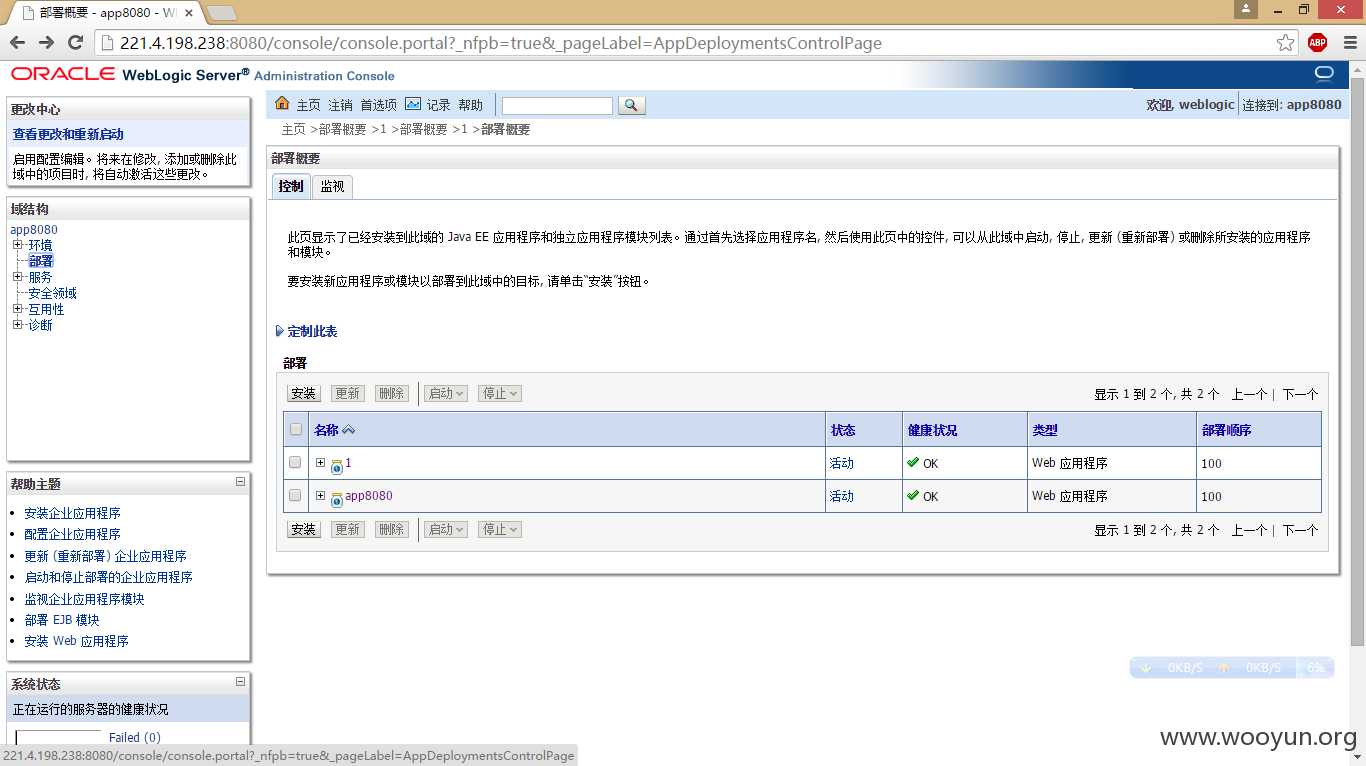 部署概要 - app8080 - W
221.4.198.238:8080/console/console.portal?_nfpb=true&_pageLabel=AppDeploymentsControlPage
ABP
ORACLE WebLogic Server® Administration Console
更改中心
查看更改和重新启动
启用配置编辑。将来在修改, 添加或删除此
域中的项目时, 将自动激活这些更改。
域结构
app8080
环境
部署
服务
安全领域
互用性
诊断
帮助主题
安装企业应用程序
配置企业应用程序
更新 (重新部署) 企业应用程序
启动和停止部署的企业应用程序
监视企业应用程序模块
部署 EJB 模块
安装 Web 应用程序
系统状态
正在运行的服务器的健康状况
Failed (0)
主页 注销 首选项 记录 帮助
欢迎, weblogic 连接到: app8080
主页 >部署概要 >1 >部署概要 >1 >部署概要
部署概要
控制 监视
此页显示了已经安装到此域的 Java EE 应用程序和独立应用程序模块列表。通过首先选择应用程序名, 然后使用此页中的控件, 可以从此域中启动, 停止, 更新 (重新部署) 或删除所安装的应用程序
和模块。
要安装新应用程序或模块以部署到此域中的目标, 请单击“安装”按钮。
定制此表
部署
安装 更新 删除 启动 停止 显示 1 到 2 个, 共 2 个 上一个 | 下一个
名称 状态 健康状况 类型 部署顺序
1 活动 OK Web 应用程序 100
app8080 活动 OK Web 应用程序 100
安装 更新 删除 启动 停止 显示 1 到 2 个, 共 2 个 上一个 | 下一个
0KB/S 0KB/S 6%
www.wooyun.org
221.4.198.238:8080/console/console.portal?_nfpb=true&_pageLabel=AppDeploymentsControlPage